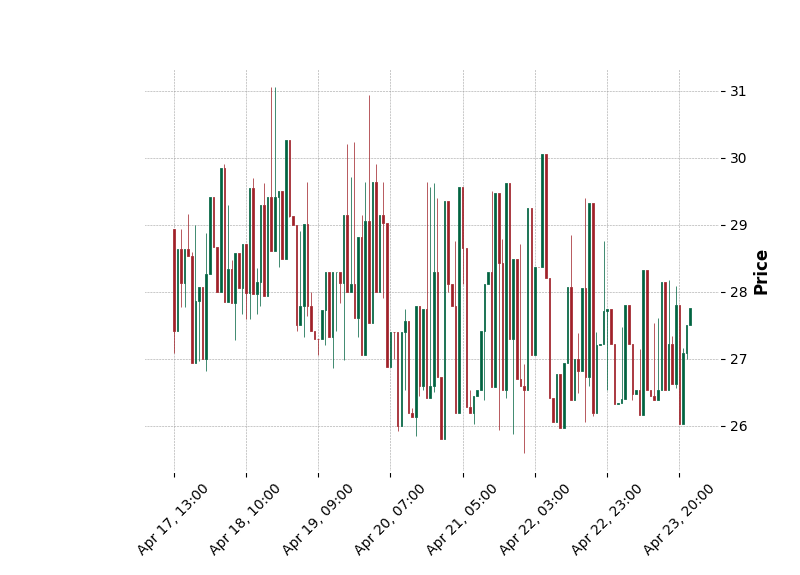 31
30
29
28
27
26
Price
Apr 17, 13:00
Apr 18, 10:00
Apr 19, 09:00
Apr 20, 07:00
Apr 21, 05:00
Apr 22, 03:00
Apr 22, 23:00
Apr 23, 20:00